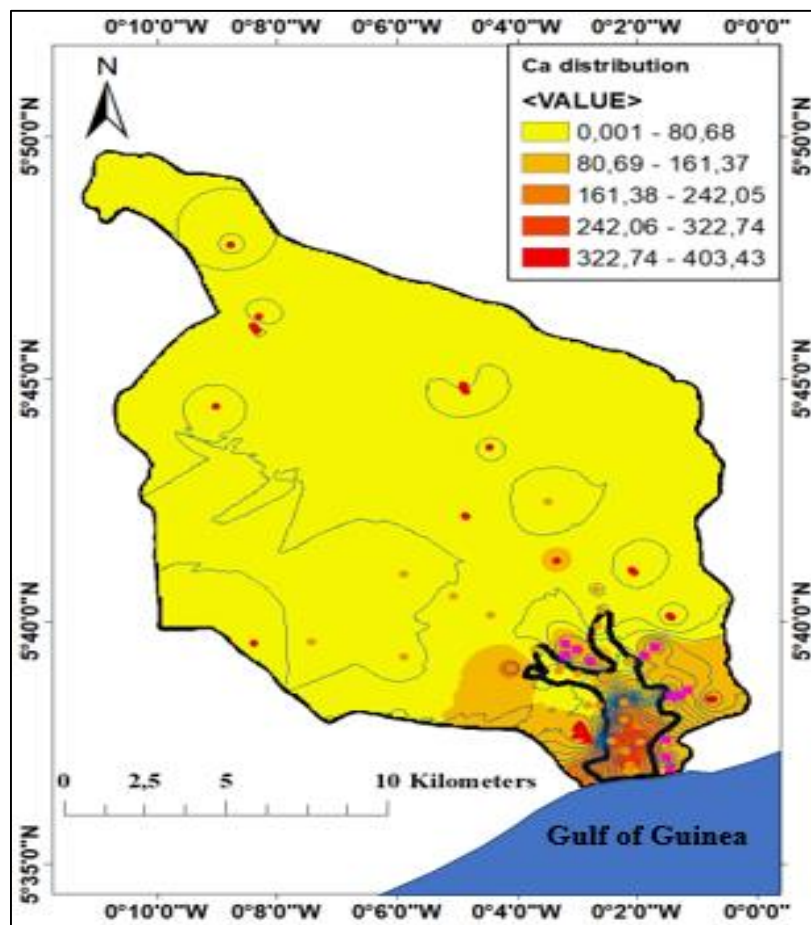 0°10'0"W 0°8'0"W 0°6'0"W 0°4'0"W 0°2'0"W 0°0'0"
N
Ca distribution
<VALUE>
0,001 - 80,68
80,69 - 161,37
161,38 - 242,05
242,06 - 322,74
322,74 - 403,43
5°50'0"N
5°50'0"N
5°45'0"N
5°45'0"N
5°40'0"N
5°40'0"N
0 2,5 5 10 Kilometers
Gulf of Guinea
5°35'0"N
5°35'0"N
0°10'0"W 0°8'0"W 0°6'0"W 0°4'0"W 0°2'0"W 0°0'0"